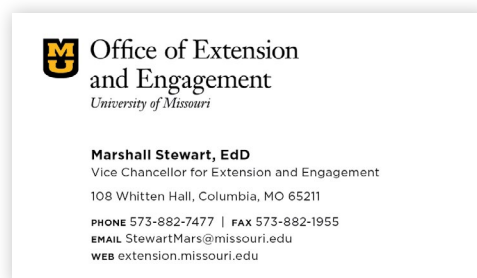 MU
Office of Extension
and Engagement
University of Missouri
Marshall Stewart, EdD
Vice Chancellor for Extension and Engagement
108 Whitten Hall, Columbia, MO 65211
PHONE 573-882-7477 | FAX 573-882-1955
EMAIL StewartMars@missouri.edu
WEB extension.missouri.edu